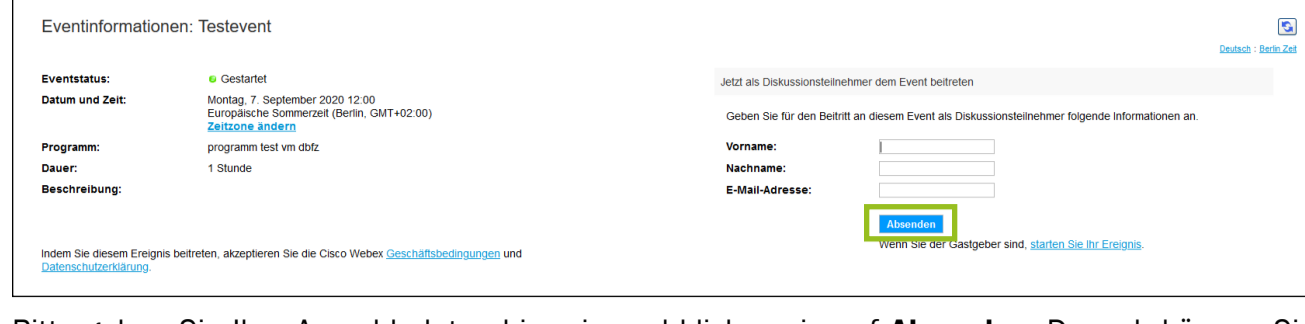 Eventinformationen: Testevent
Deutsch : Berlin Zeit
Eventstatus: Gestartet
Datum und Zeit: Montag, 7. September 2020 12:00
Europäische Sommerzeit (Berlin, GMT+02:00)
Zeitzone ändern
Programm: programm test vm dbfz
Dauer: 1 Stunde
Beschreibung:
Indem Sie diesem Ereignis beitreten, akzeptieren Sie die Cisco Webex Geschäftsbedingungen und
Datenschutzerklärung.
Jetzt als Diskussionsteilnehmer dem Event beitreten
Geben Sie für den Beitritt an diesem Event als Diskussionsteilnehmer folgende Informationen an.
Vorname:
Nachname:
E-Mail-Adresse:
Absenden
Wenn Sie der Gastgeber sind, starten Sie Ihr Ereignis.